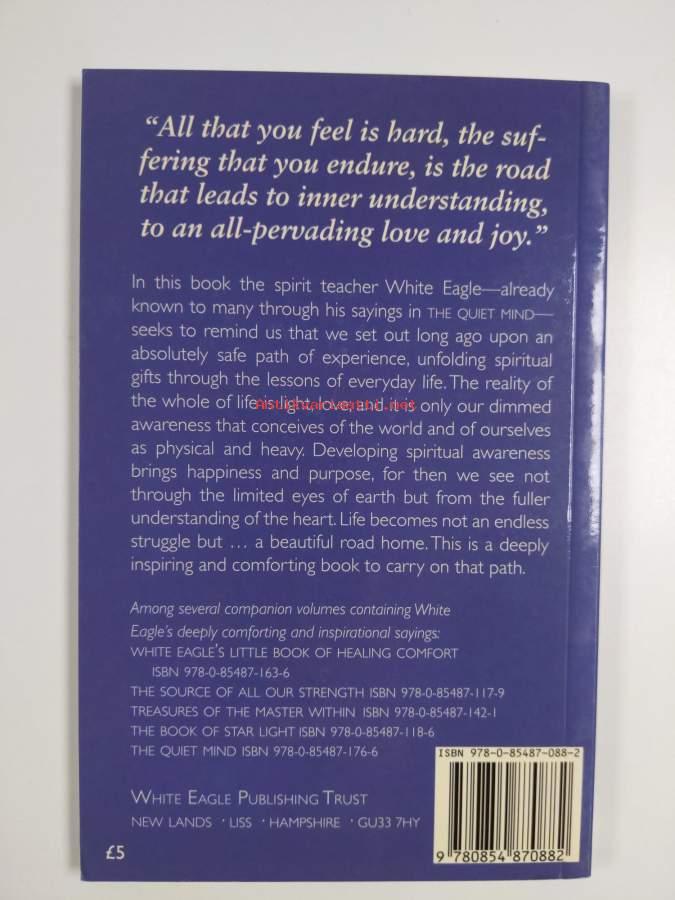 “All that you feel is hard, the suf-
fering that you endure, is the road
that leads to inner understanding,
to an all-pervading love and joy.”
In this book the spirit teacher White Eagle—already
known to many through his sayings in THE QUIET MIND—
seeks to remind us that we set out long ago upon an
absolutely safe path of experience, unfolding spiritual
gifts through the lessons of everyday life. The reality of
the whole of life is light, love and it is only our dimmed
awareness that conceives of the world and of ourselves
as physical and heavy. Developing spiritual awareness
brings happiness and purpose, for then we see not
through the limited eyes of earth but from the fuller
understanding of the heart. Life becomes not an endless
struggle but … a beautiful road home. This is a deeply
inspiring and comforting book to carry on that path.
Among several companion volumes containing White
Eagle’s deeply comforting and inspirational sayings:
WHITE EAGLE’S LITTLE BOOK OF HEALING COMFORT
ISBN 978-0-85487-163-6
THE SOURCE OF ALL OUR STRENGTH ISBN 978-0-85487-117-9
TREASURES OF THE MASTER WITHIN ISBN 978-0-85487-142-1
THE BOOK OF STAR LIGHT ISBN 978-0-85487-118-6
THE QUIET MIND ISBN 978-0-85487-176-6
ISBN 978-0-85487-088-2
WHITE EAGLE PUBLISHING TRUST
NEW LANDS · LISS · HAMPSHIRE · GU33 7HY
£5
9 780854 870882